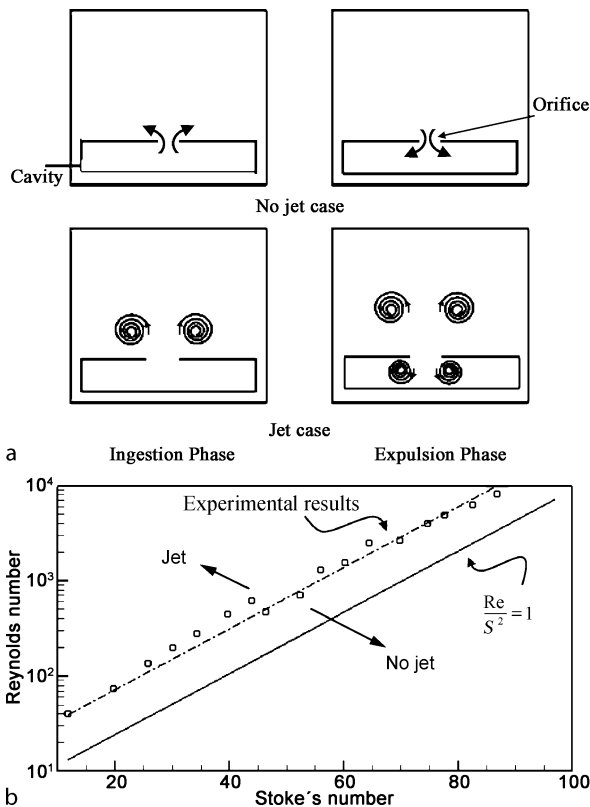 Orifice
Cavity
No jet case
Jet case
a
Ingestion Phase
Expulsion Phase
10⁴
Experimental results
Jet
10³
Reynolds number
Re
S² =1
No jet
10²
10¹
20
40
60
80
100
Stoke´s number
b